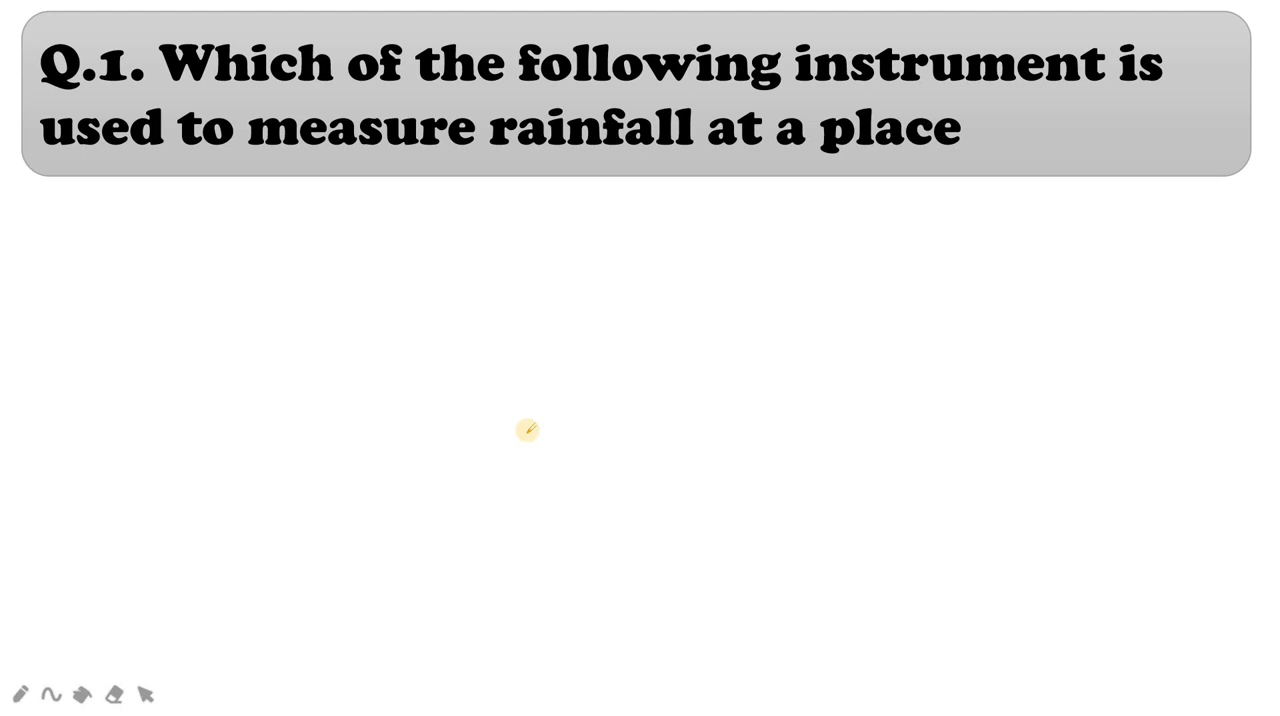 Q.1. Which of the following instrument is
used to measure rainfall at a place